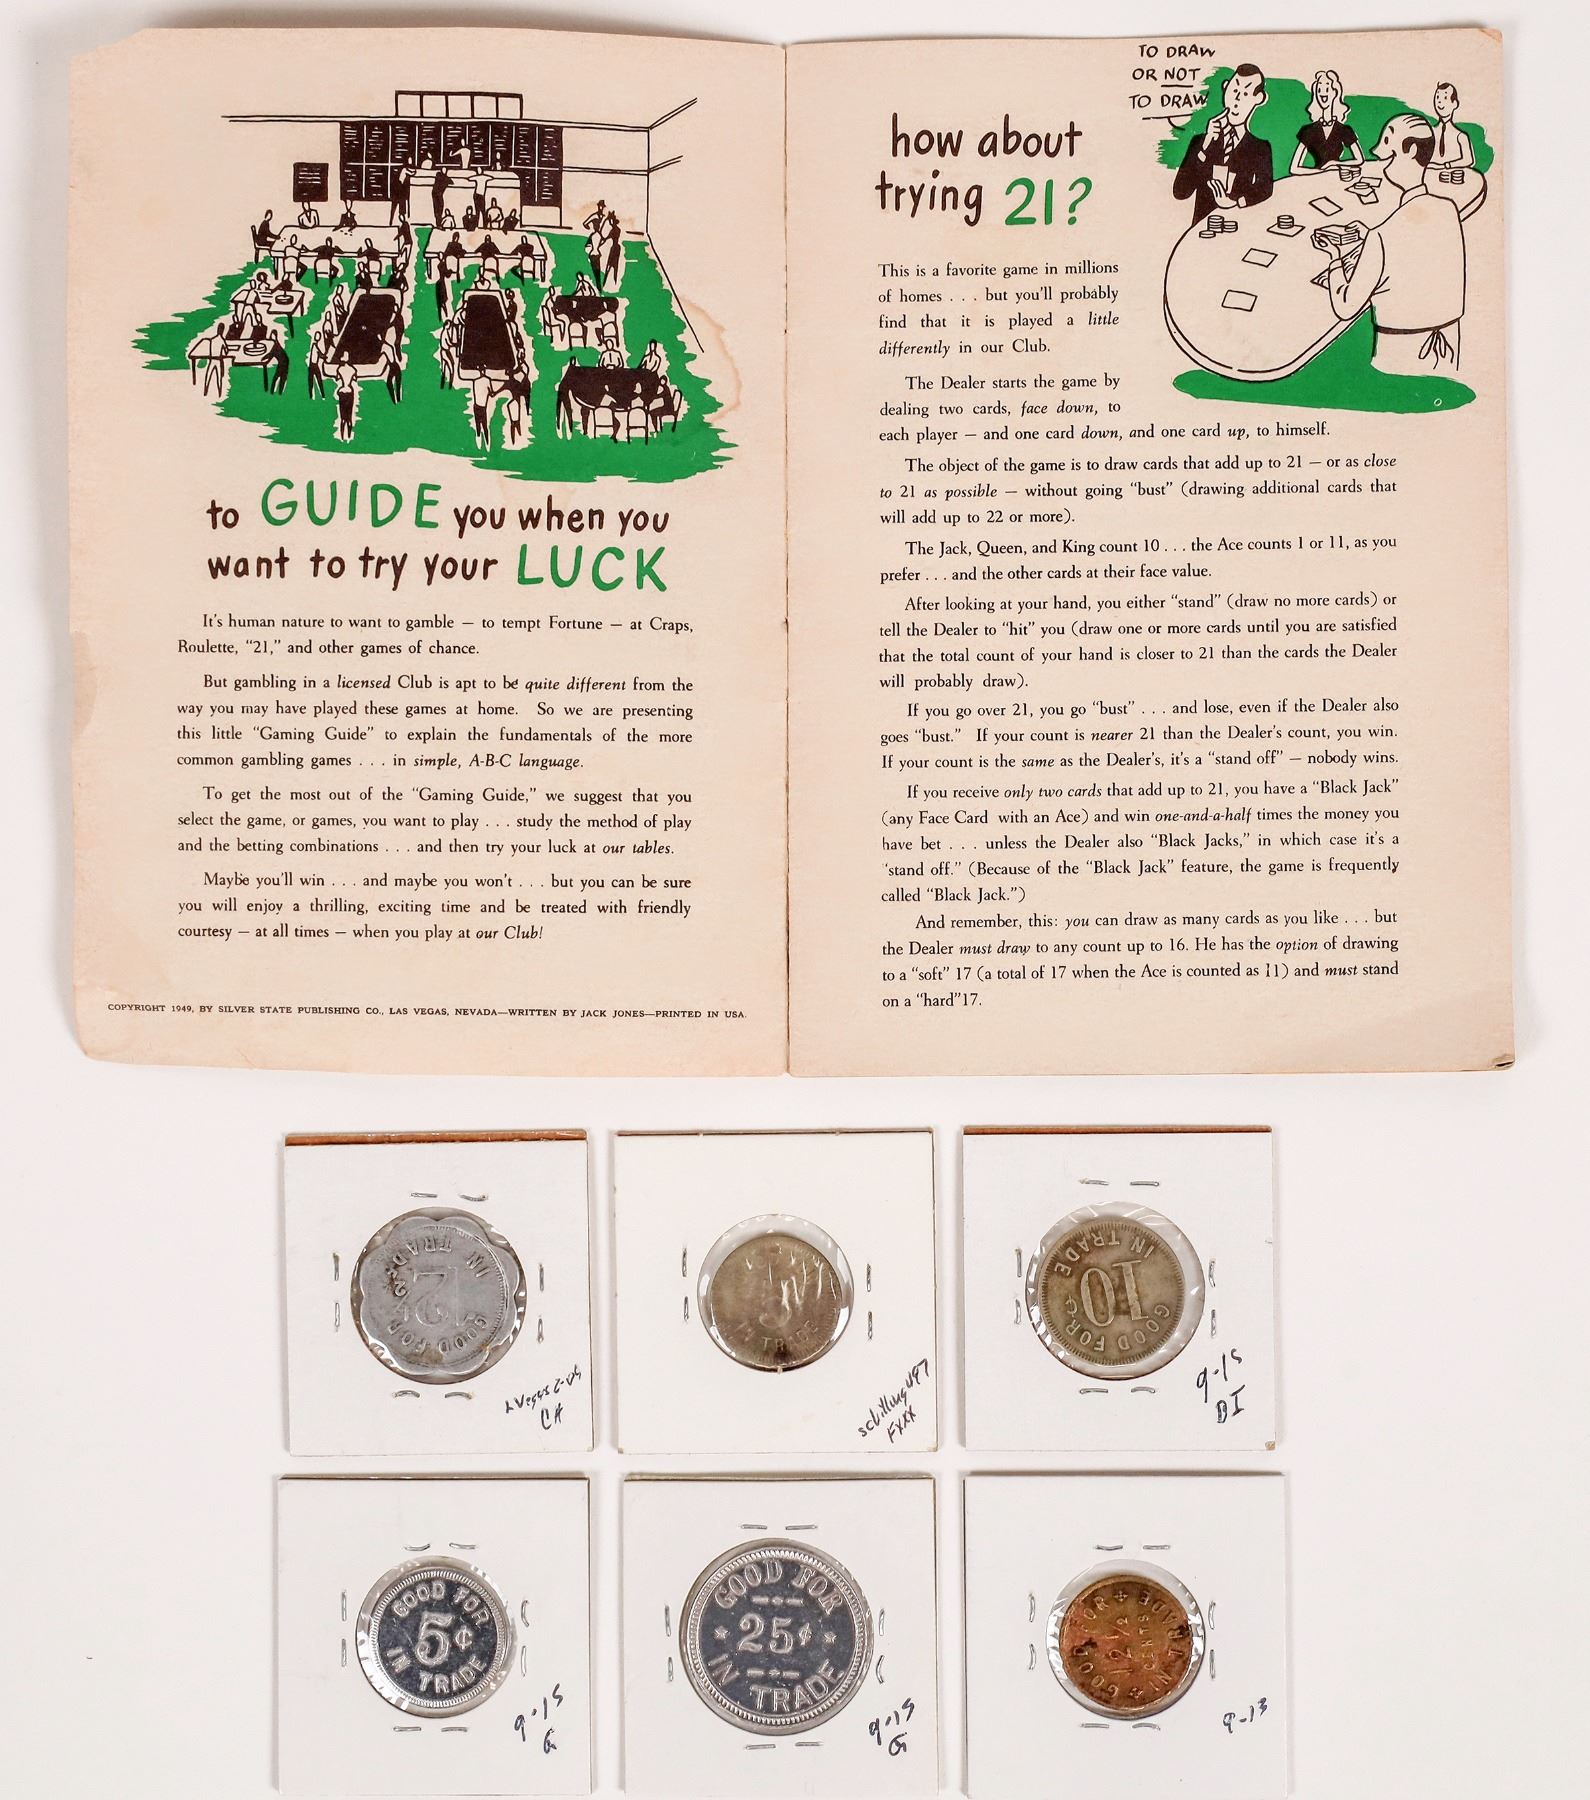 to GUIDE you when you
want to try your LUCK
It's human nature to want to gamble — to tempt Fortune — at Craps,
Roulette, "21," and other games of chance.
But gambling in a licensed Club is apt to be quite different from the
way you may have played these games at home. So we are presenting
this little "Gaming Guide" to explain the fundamentals of the more
common gambling games . . . in simple, A-B-C language.
To get the most out of the "Gaming Guide," we suggest that you
select the game, or games, you want to play . . . study the method of play
and the betting combinations . . . and then try your luck at our tables.
Maybe you'll win . . . and maybe you won't . . . but you can be sure
you will enjoy a thrilling, exciting time and be treated with friendly
courtesy — at all times — when you play at our Club!
COPYRIGHT 1949, BY SILVER STATE PUBLISHING CO., LAS VEGAS, NEVADA—WRITTEN BY JACK JONES—PRINTED IN USA.
TO DRAW
OR NOT
TO DRAW
how about
trying 21?
This is a favorite game in millions
of homes . . . but you'll probably
find that it is played a little
differently in our Club.
The Dealer starts the game by
dealing two cards, face down, to
each player — and one card down, and one card up, to himself.
The object of the game is to draw cards that add up to 21 — or as close
to 21 as possible — without going "bust" (drawing additional cards that
will add up to 22 or more).
The Jack, Queen, and King count 10 . . . the Ace counts 1 or 11, as you
prefer . . . and the other cards at their face value.
After looking at your hand, you either "stand" (draw no more cards) or
tell the Dealer to "hit" you (draw one or more cards until you are satisfied
that the total count of your hand is closer to 21 than the cards the Dealer
will probably draw).
If you go over 21, you go "bust" . . . and lose, even if the Dealer also
goes "bust." If your count is nearer 21 than the Dealer's count, you win.
If your count is the same as the Dealer's, it's a "stand off" — nobody wins.
If you receive only two cards that add up to 21, you have a "Black Jack"
(any Face Card with an Ace) and win one-and-a-half times the money you
have bet . . . unless the Dealer also "Black Jacks," in which case it's a
'stand off." (Because of the "Black Jack" feature, the game is frequently
called "Black Jack.")
And remember, this: you can draw as many cards as you like . . . but
the Dealer must draw to any count up to 16. He has the option of drawing
to a "soft" 17 (a total of 17 when the Ace is counted as 11) and must stand
on a "hard"17.
GOOD FOR
12½
IN TRADE
LVegas 2-05
CA
5
IN TRADE
schilling U97
FXXX
GOOD FOR
10¢
IN TRADE
9-15
BI
GOOD FOR
5¢
IN TRADE
9-15
G
GOOD FOR
25¢
IN TRADE
9-15
G
GOOD FOR
12 ½
CENTS
IN TRADE
9-13